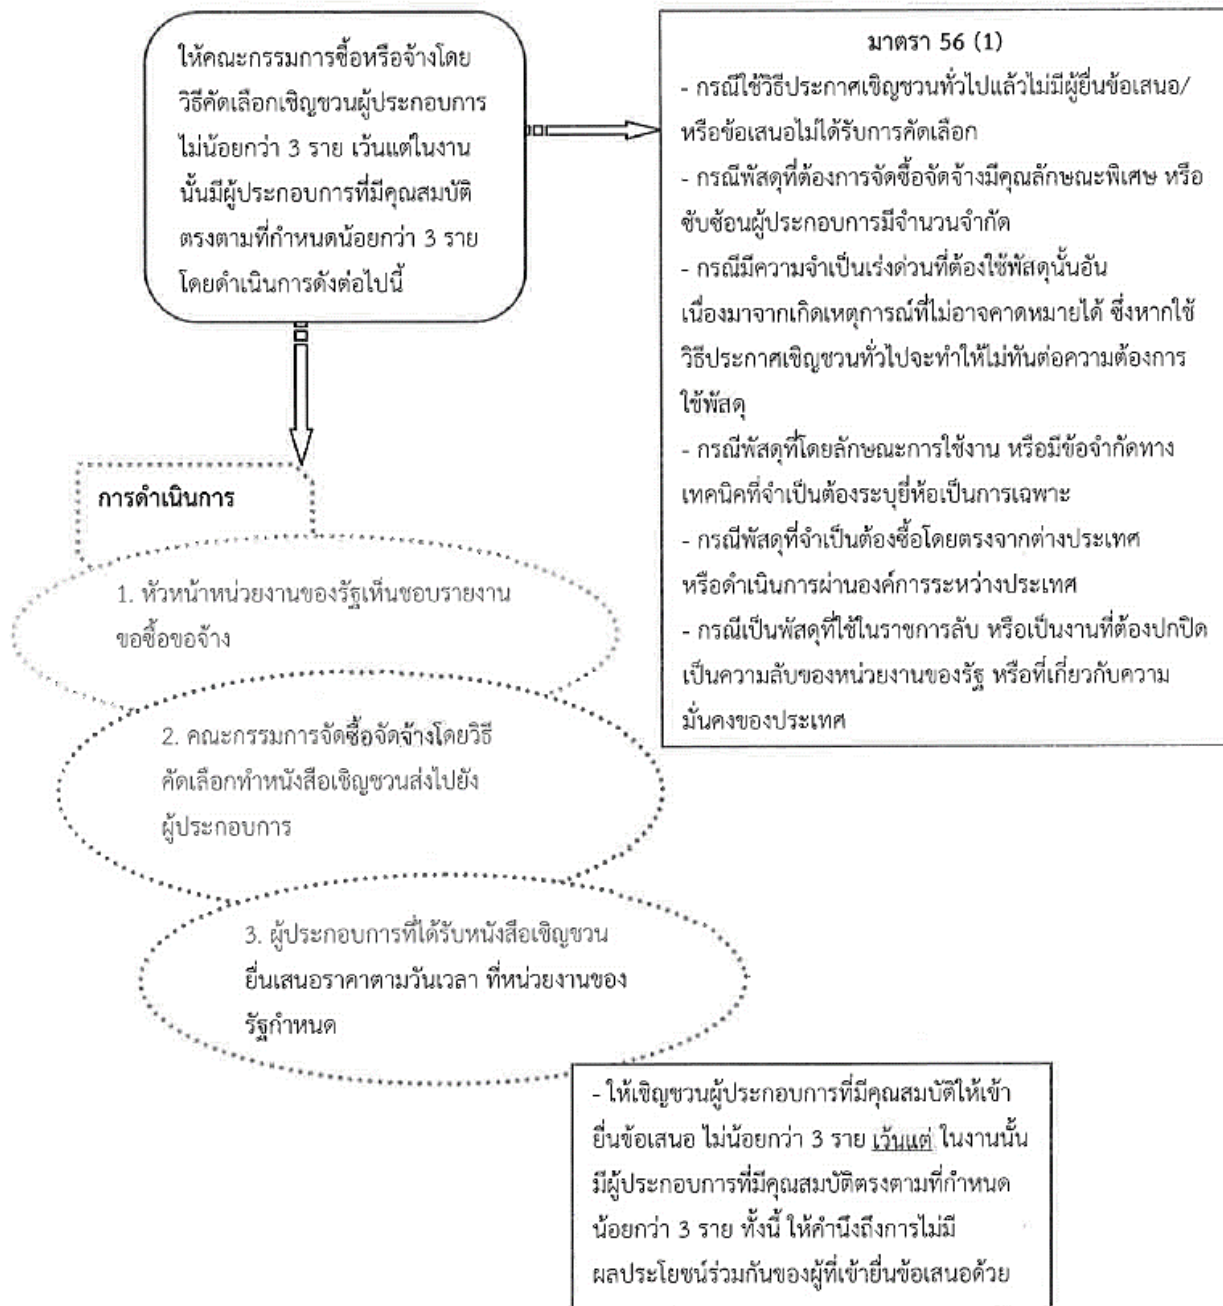 ให้คณะกรรมการซื้อหรือจ้างโดย
วิธีคัดเลือกเชิญชวนผู้ประกอบการ
ไม่น้อยกว่า 3 ราย เว้นแต่ในงาน
นั้นมีผู้ประกอบการที่มีคุณสมบัติ
ตรงตามที่กำหนดน้อยกว่า 3 ราย
โดยดำเนินการดังต่อไปนี้
มาตรา 56 (1)
- กรณีใช้วิธีประกาศเชิญชวนทั่วไปแล้วไม่มีผู้ยื่นข้อเสนอ/
หรือข้อเสนอไม่ได้รับการคัดเลือก
- กรณีพัสดุที่ต้องการจัดซื้อจัดจ้างมีคุณลักษณะพิเศษ หรือ
ซับซ้อนผู้ประกอบการมีจำนวนจำกัด
- กรณีมีความจำเป็นเร่งด่วนที่ต้องใช้พัสดุนั้นอัน
เนื่องมาจากเกิดเหตุการณ์ที่ไม่อาจคาดหมายได้ ซึ่งหากใช้
วิธีประกาศเชิญชวนทั่วไปจะทำให้ไม่ทันต่อความต้องการ
ใช้พัสดุ
- กรณีพัสดุที่โดยลักษณะการใช้งาน หรือมีข้อจำกัดทาง
เทคนิคที่จำเป็นต้องระบุยี่ห้อเป็นการเฉพาะ
- กรณีพัสดุที่จำเป็นต้องซื้อโดยตรงจากต่างประเทศ
หรือดำเนินการผ่านองค์การระหว่างประเทศ
- กรณีเป็นพัสดุที่ใช้ในราชการลับ หรือเป็นงานที่ต้องปกปิด
เป็นความลับของหน่วยงานของรัฐ หรือที่เกี่ยวกับความ
มั่นคงของประเทศ
การดำเนินการ
1. หัวหน้าหน่วยงานของรัฐเห็นชอบรายงาน
ขอซื้อขอจ้าง
2. คณะกรรมการจัดซื้อจัดจ้างโดยวิธี
คัดเลือกทำหนังสือเชิญชวนส่งไปยัง
ผู้ประกอบการ
3. ผู้ประกอบการที่ได้รับหนังสือเชิญชวน
ยื่นเสนอราคาตามวันเวลา ที่หน่วยงานของ
รัฐกำหนด
- ให้เชิญชวนผู้ประกอบการที่มีคุณสมบัติให้เข้า
ยื่นข้อเสนอ ไม่น้อยกว่า 3 ราย เว้นแต่ ในงานนั้น
มีผู้ประกอบการที่มีคุณสมบัติตรงตามที่กำหนด
น้อยกว่า 3 ราย ทั้งนี้ ให้คำนึงถึงการไม่มี
ผลประโยชน์ร่วมกันของผู้ที่เข้ายื่นข้อเสนอด้วย